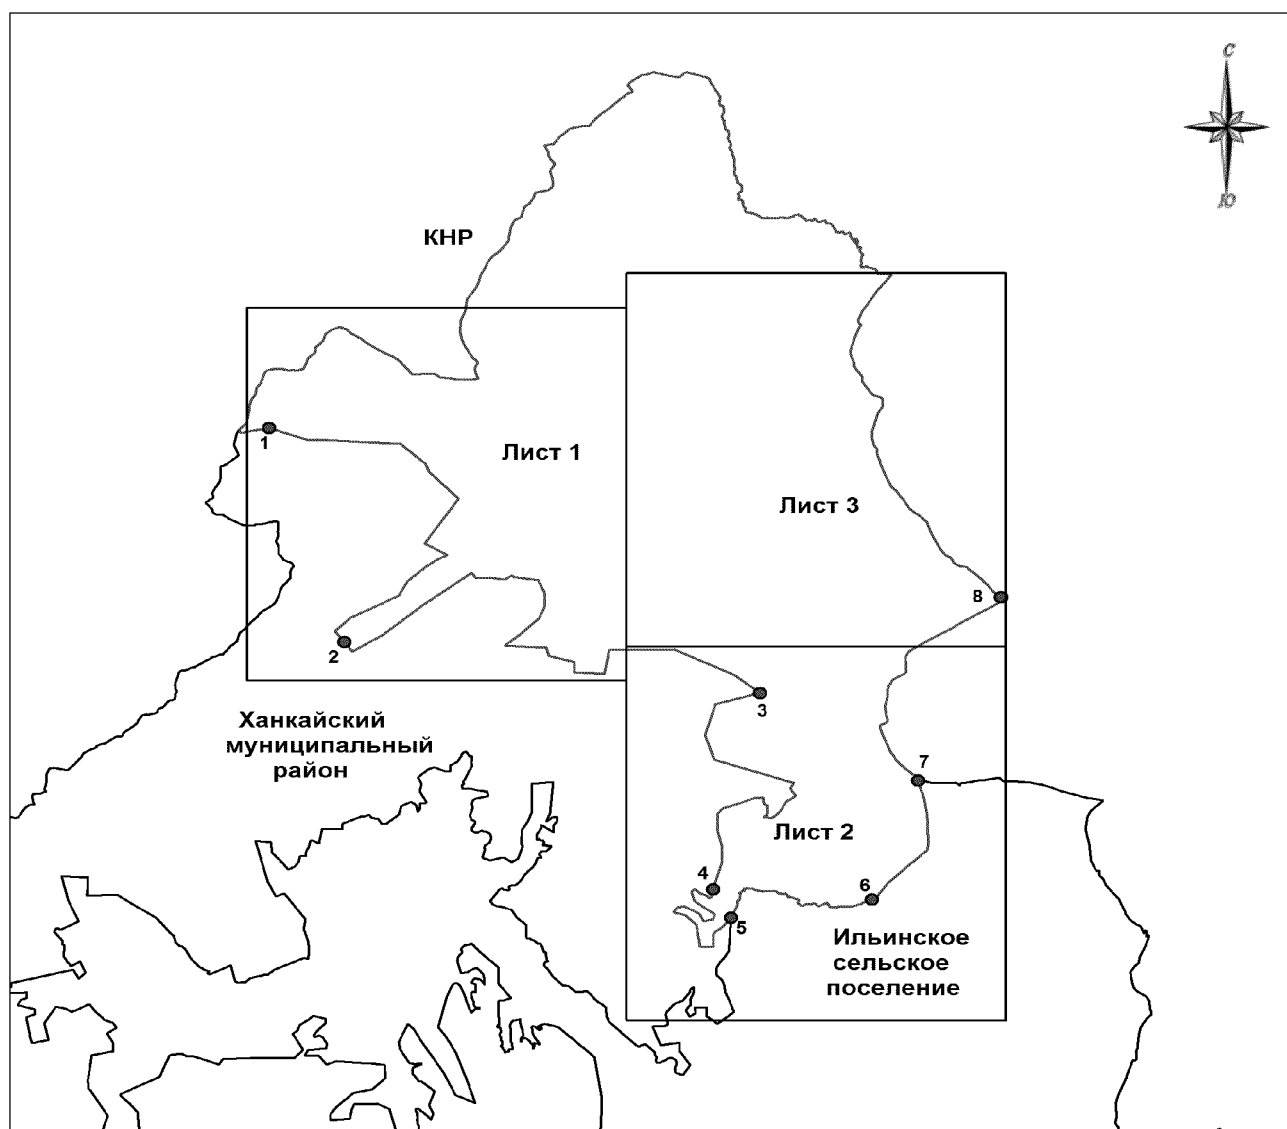 С
Ю
КНР
1
Лист 1
Лист 3
8
2
3
Ханкайский
муниципальный
район
7
Лист 2
4
6
5
Ильинское
сельское
поселение